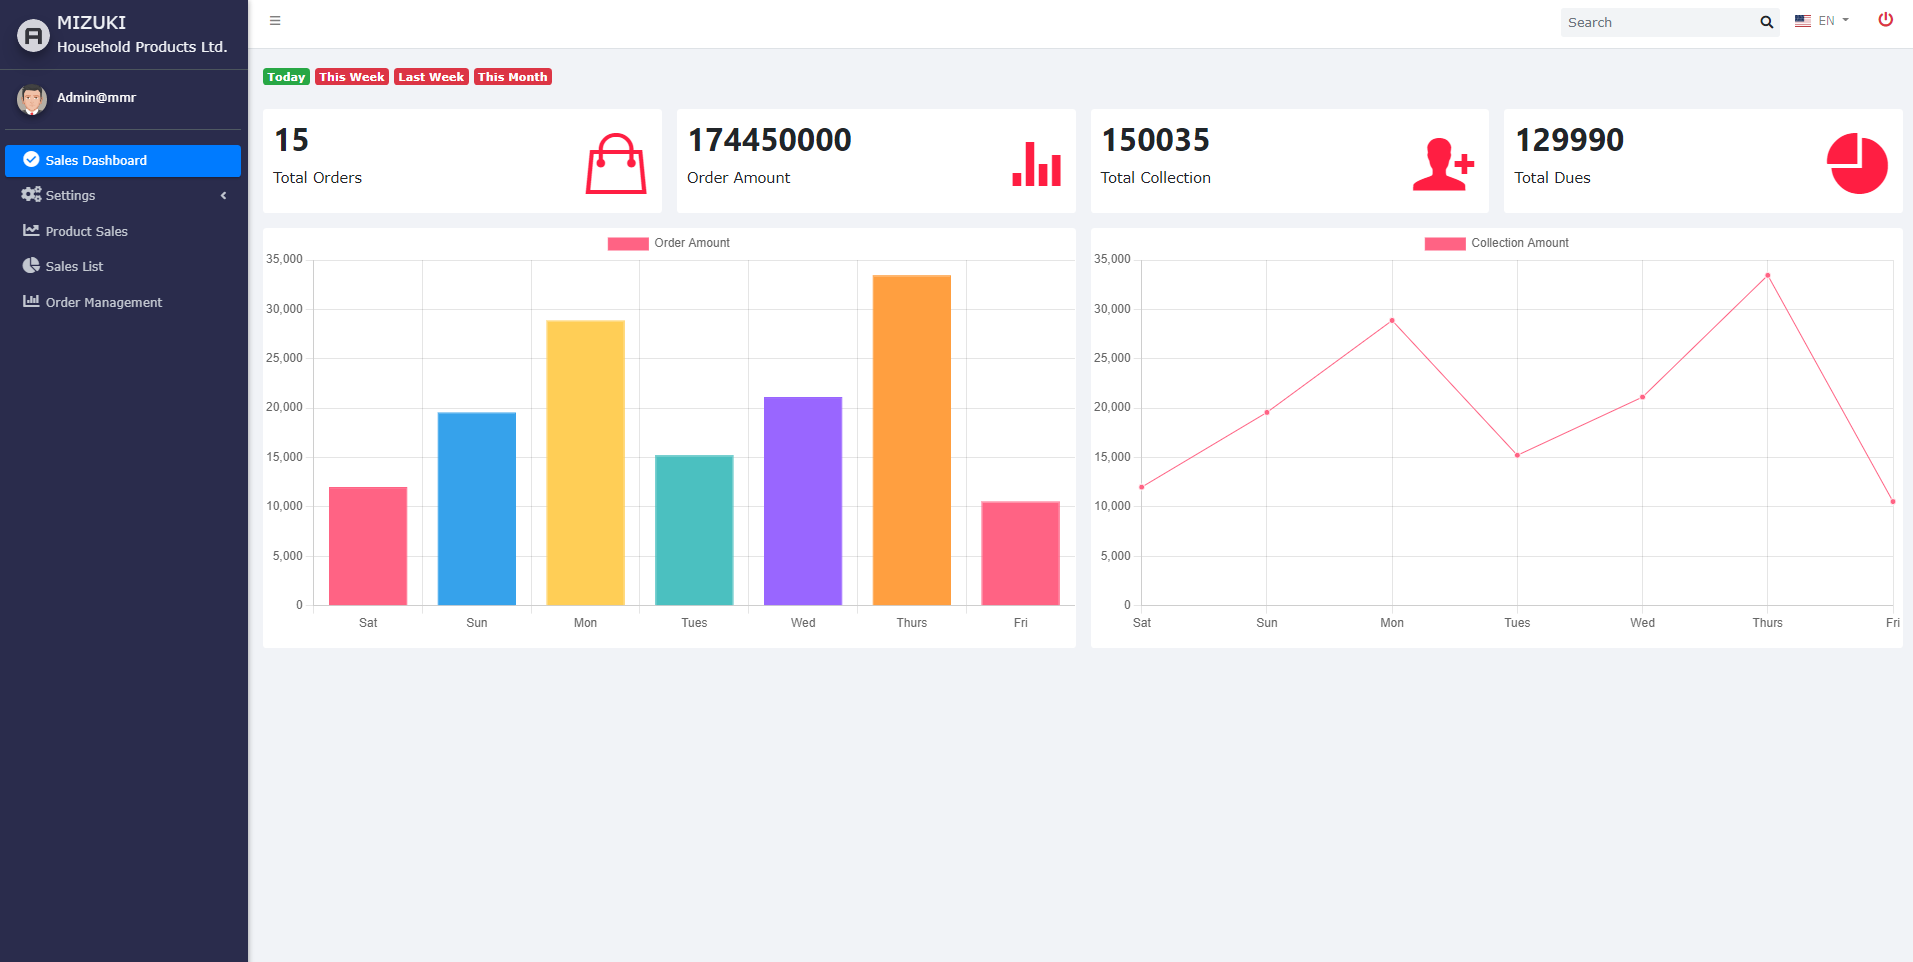 MIZUKI
Household Products Ltd.
Admin@mmr
Sales Dashboard
Settings
Product Sales
Sales List
Order Management
Search
EN
Today This Week Last Week This Month
15
Total Orders
174450000
Order Amount
150035
Total Collection
129990
Total Dues
Order Amount
35,000
30,000
25,000
20,000
15,000
10,000
5,000
0
Sat Sun Mon Tues Wed Thurs Fri
Collection Amount
35,000
30,000
25,000
20,000
15,000
10,000
5,000
0
Sat Sun Mon Tues Wed Thurs Fri